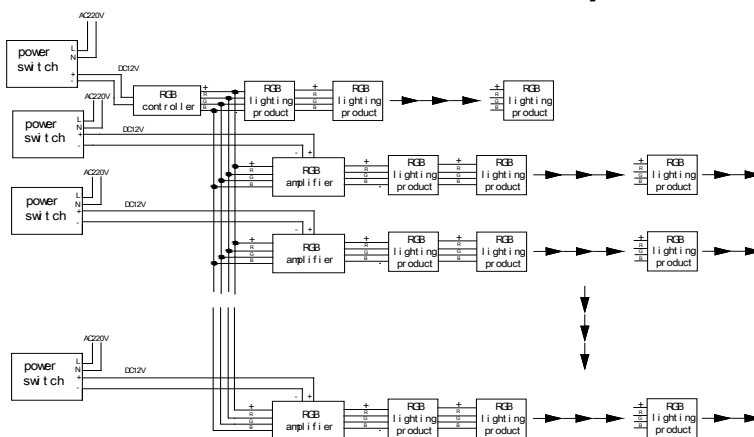 AC220V
power
switch
L
N
+
-
DC12V
RGB
controller
+
R
G
B
RGB
lighting
product
+
R
G
B
RGB
lighting
product
+
R
G
B
RGB
lighting
product
AC220V
power
switch
L
N
+
-
DC12V
- +
+
R
G
B
RGB
amplifier
+
R
G
B
RGB
lighting
product
+
R
G
B
RGB
lighting
product
+
R
G
B
RGB
lighting
product
AC220V
power
switch
L
N
+
-
DC12V
- +
+
R
G
B
RGB
amplifier
+
R
G
B
RGB
lighting
product
+
R
G
B
RGB
lighting
product
+
R
G
B
RGB
lighting
product
AC220V
power
switch
L
N
+
-
DC12V
- +
+
R
G
B
RGB
amplifier
+
R
G
B
RGB
lighting
product
+
R
G
B
RGB
lighting
product
+
R
G
B
RGB
lighting
product